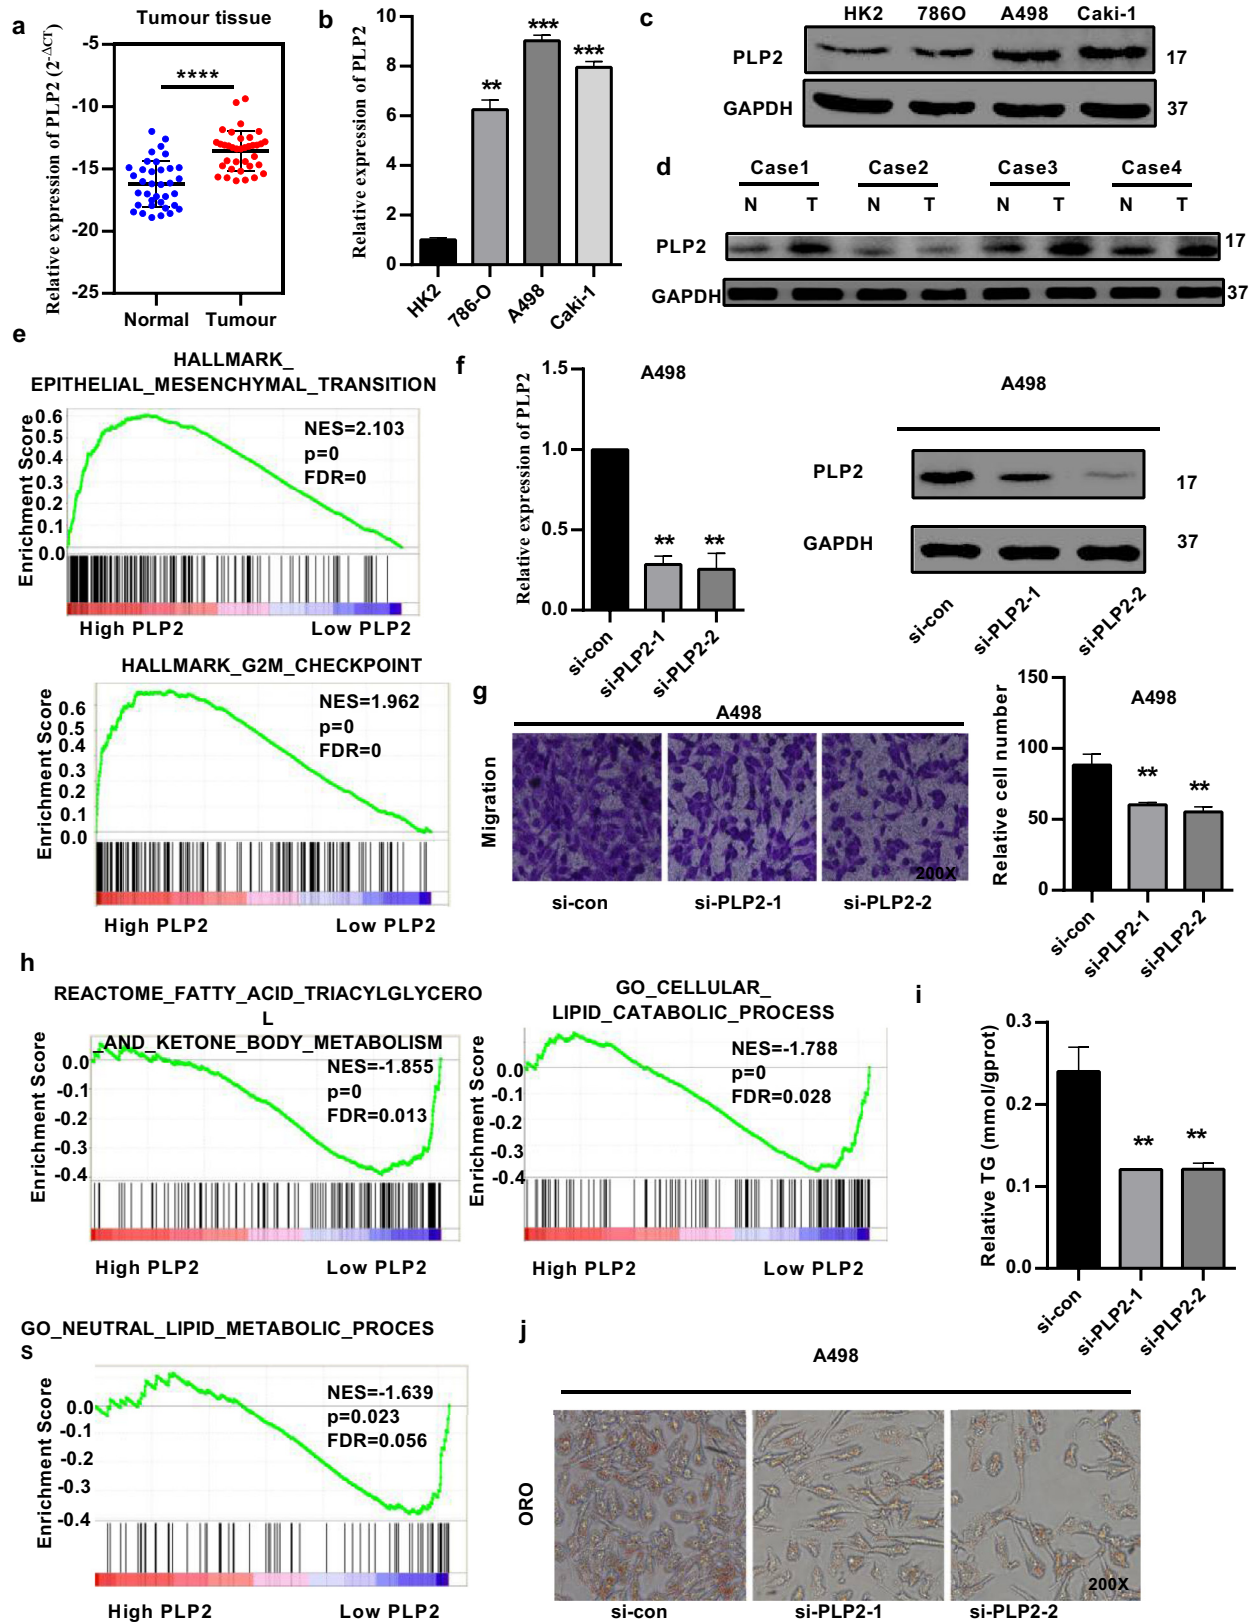 a
Tumour tissue
Relative expression of PLP2 (2^-ΔCT)
-5
-10
-15
-20
-25
****
Normal Tumour
b
Relative expression of PLP2
10
8
6
4
2
0
**
***
***
HK2
786-O
A498
Caki-1
c
HK2 786O A498 Caki-1
PLP2
17
GAPDH
37
d
Case1 Case2 Case3 Case4
N T N T N T N T
PLP2
17
GAPDH
37
e
HALLMARK_
EPITHELIAL_MESENCHYMAL_TRANSITION
Enrichment Score
0.6
0.5
0.4
0.3
0.2
0.1
0.0
NES=2.103
p=0
FDR=0
High PLP2 Low PLP2
HALLMARK_G2M_CHECKPOINT
Enrichment Score
0.6
0.5
0.4
0.3
0.2
0.1
0.0
NES=1.962
p=0
FDR=0
High PLP2 Low PLP2
f
Relative expression of PLP2
1.5
1.0
0.5
0.0
A498
** **
si-con
si-PLP2-1
si-PLP2-2
A498
PLP2
17
GAPDH
37
si-con
si-PLP2-1
si-PLP2-2
g
A498
Migration
200X
si-con si-PLP2-1 si-PLP2-2
Relative cell number
150
100
50
0
A498
**
**
si-con
si-PLP2-1
si-PLP2-2
h
REACTOME_FATTY_ACID_TRIACYLGLYCERO
L
_AND_KETONE_BODY_METABOLISM
Enrichment Score
0.0
-0.1
-0.2
-0.3
-0.4
NES=-1.855
p=0
FDR=0.013
High PLP2 Low PLP2
GO_CELLULAR_
LIPID_CATABOLIC_PROCESS
Enrichment Score
0.0
-0.1
-0.2
-0.3
-0.4
NES=-1.788
p=0
FDR=0.028
High PLP2 Low PLP2
i
Relative TG (mmol/gprot)
0.3
0.2
0.1
0.0
** **
si-con
si-PLP2-1
si-PLP2-2
GO_NEUTRAL_LIPID_METABOLIC_PROCES
S
Enrichment Score
0.0
-0.1
-0.2
-0.3
-0.4
NES=-1.639
p=0.023
FDR=0.056
High PLP2 Low PLP2
j
A498
ORO
200X
si-con si-PLP2-1 si-PLP2-2